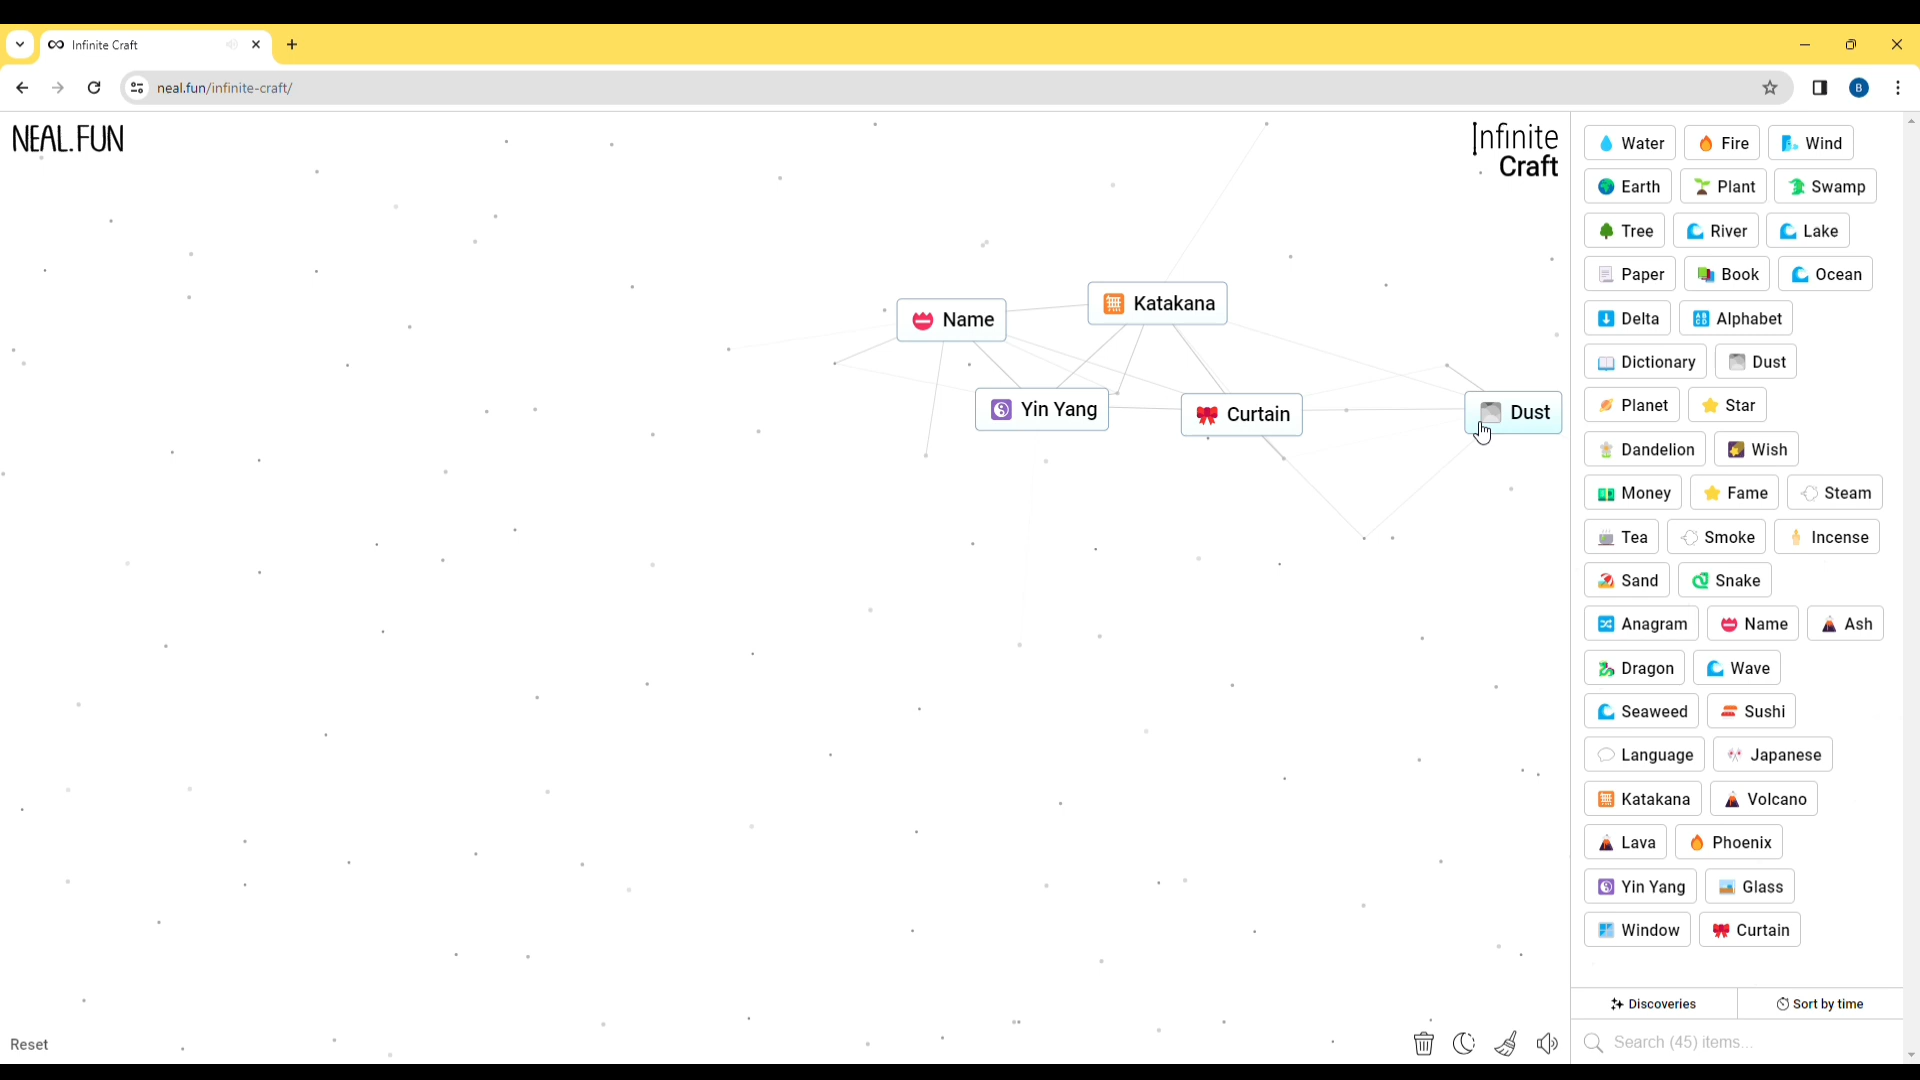 Infinite Craft
neal.fun/infinite-craft/
B
NEAL.FUN
Infinite
Craft
Name
Katakana
Yin Yang
Curtain
Dust
Water Fire Wind
Earth Plant Swamp
Tree River Lake
Paper Book Ocean
Delta Alphabet
Dictionary Dust
Planet Star
Dandelion Wish
Money Fame Steam
Tea Smoke Incense
Sand Snake
Anagram Name Ash
Dragon Wave
Seaweed Sushi
Language Japanese
Katakana Volcano
Lava Phoenix
Yin Yang Glass
Window Curtain
Discoveries Sort by time
Search (45) items...
Reset